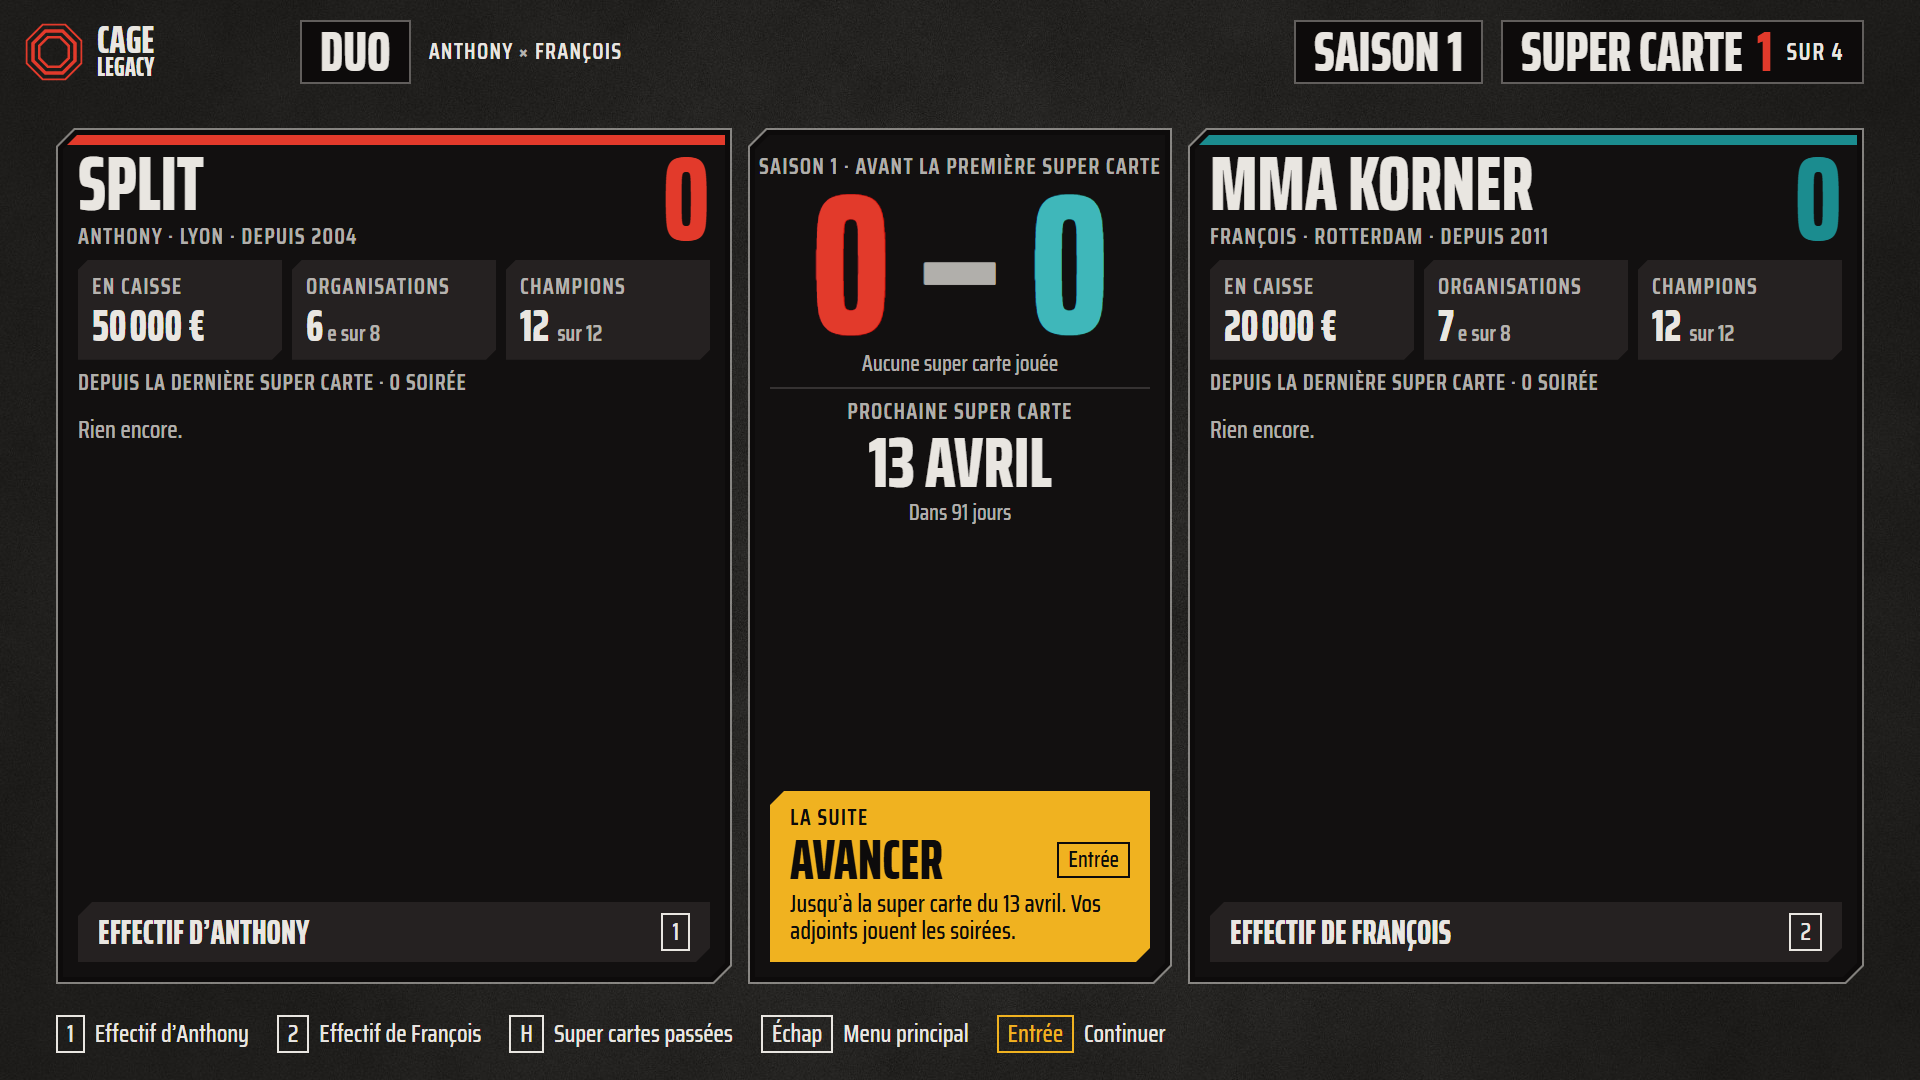 CAGE
LEGACY
DUO
ANTHONY × FRANÇOIS
SAISON 1
SUPER CARTE 1 SUR 4
SPLIT
0
ANTHONY · LYON · DEPUIS 2004
EN CAISSE
50 000 €
ORGANISATIONS
6 e sur 8
CHAMPIONS
12 sur 12
DEPUIS LA DERNIÈRE SUPER CARTE · 0 SOIRÉE
Rien encore.
EFFECTIF D’ANTHONY
1
SAISON 1 · AVANT LA PREMIÈRE SUPER CARTE
0 – 0
Aucune super carte jouée
PROCHAINE SUPER CARTE
13 AVRIL
Dans 91 jours
LA SUITE
AVANCER
Entrée
Jusqu’à la super carte du 13 avril. Vos
adjoints jouent les soirées.
MMA KORNER
0
FRANÇOIS · ROTTERDAM · DEPUIS 2011
EN CAISSE
20 000 €
ORGANISATIONS
7 e sur 8
CHAMPIONS
12 sur 12
DEPUIS LA DERNIÈRE SUPER CARTE · 0 SOIRÉE
Rien encore.
EFFECTIF DE FRANÇOIS
2
1 Effectif d’Anthony 2 Effectif de François H Super cartes passées Échap Menu principal Entrée Continuer